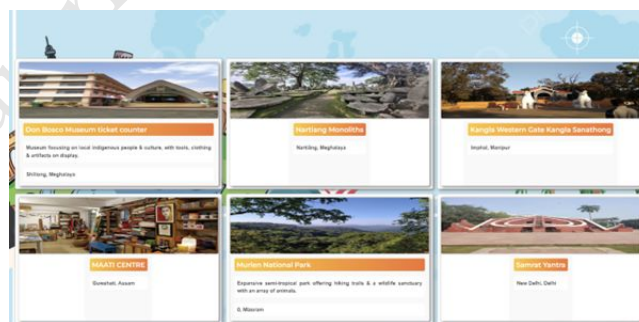 Don Bosco Museum ticket counter
Museum focusing on local indigenous people & culture, with tools, clothing
& artifacts on display.
Shillong, Meghalaya
Nartiang Monoliths
Nartiāng, Meghalaya
Kangla Western Gate Kangla Sanathong
Imphal, Manipur
MAATI CENTRE
Guwahati, Assam
Murlen National Park
Expansive semi-tropical park offering hiking trails & a wildlife sanctuary
with an array of animals.
D, Mizoram
Samrat Yantra
New Delhi, Delhi